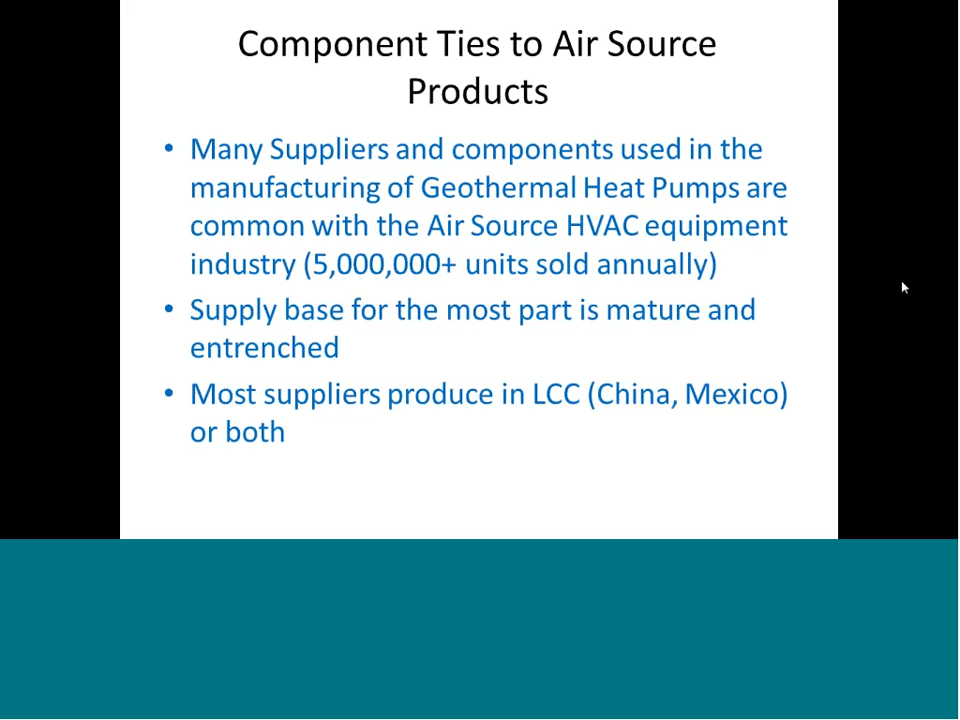 Component Ties to Air Source
Products
• Many Suppliers and components used in the
manufacturing of Geothermal Heat Pumps are
common with the Air Source HVAC equipment
industry (5,000,000+ units sold annually)
• Supply base for the most part is mature and
entrenched
• Most suppliers produce in LCC (China, Mexico)
or both